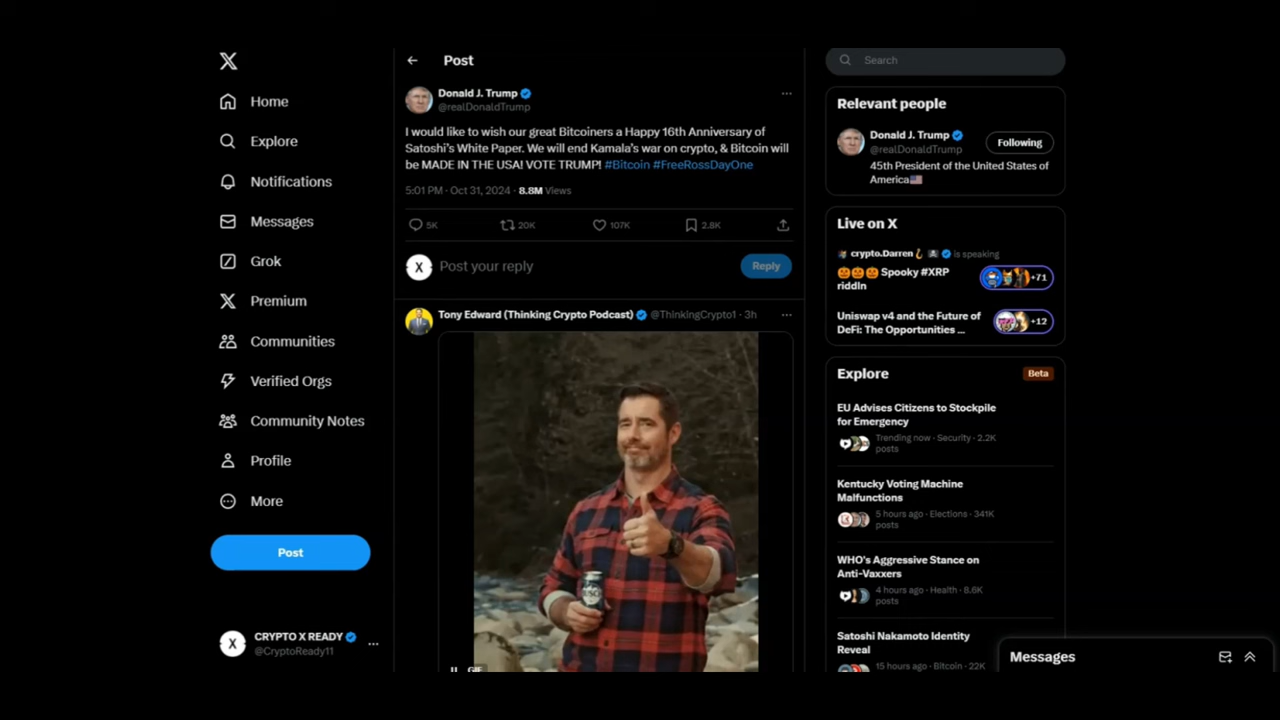 Home
Explore
Notifications
Messages
Grok
Premium
Communities
Verified Orgs
Community Notes
Profile
More
Post
CRYPTO X READY
@CryptoReady11
Post
Donald J. Trump
@realDonaldTrump
I would like to wish our great Bitcoiners a Happy 16th Anniversary of
Satoshi's White Paper. We will end Kamala's war on crypto, & Bitcoin will
be MADE IN THE USA! VOTE TRUMP! #Bitcoin #FreeRossDayOne
5:01 PM · Oct 31, 2024 · 8.8M Views
5K 20K 107K 2.8K
Post your reply
Reply
Tony Edward (Thinking Crypto Podcast) @ThinkingCrypto1 · 3h
GIF
Search
Relevant people
Donald J. Trump
@realDonaldTrump
Following
45th President of the United States of
America
Live on X
crypto.Darren is speaking
Spooky #XRP
riddln
+71
Uniswap v4 and the Future of
DeFi: The Opportunities ...
+12
Explore
Beta
EU Advises Citizens to Stockpile
for Emergency
Trending now · Security · 2.2K
posts
Kentucky Voting Machine
Malfunctions
5 hours ago · Elections · 341K
posts
WHO's Aggressive Stance on
Anti-Vaxxers
4 hours ago · Health · 8.6K
posts
Satoshi Nakamoto Identity
Reveal
15 hours ago · Bitcoin · 22K
Messages